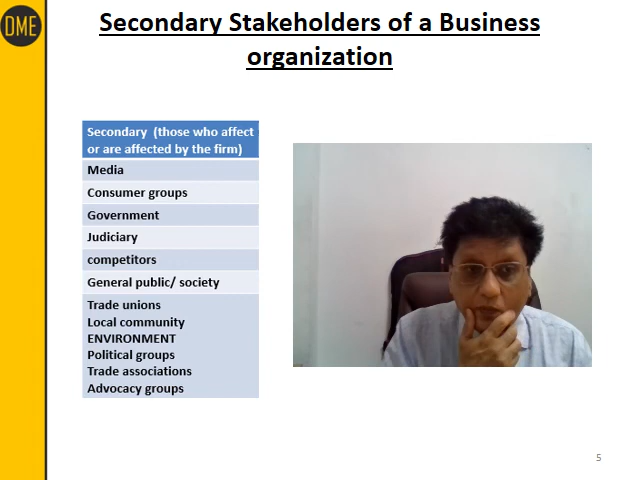 DME
Secondary Stakeholders of a Business
organization
Secondary (those who affect
or are affected by the firm)
Media
Consumer groups
Government
Judiciary
competitors
General public/ society
Trade unions
Local community
ENVIRONMENT
Political groups
Trade associations
Advocacy groups
5